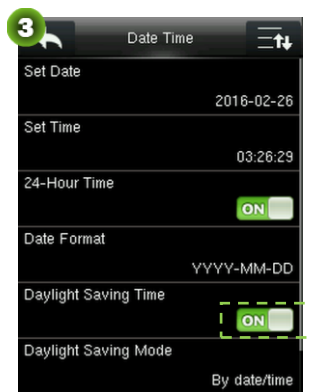 3
Date Time
Set Date
2016-02-26
Set Time
03:26:29
24-Hour Time
ON
Date Format
YYYY-MM-DD
Daylight Saving Time
ON
Daylight Saving Mode
By date/time